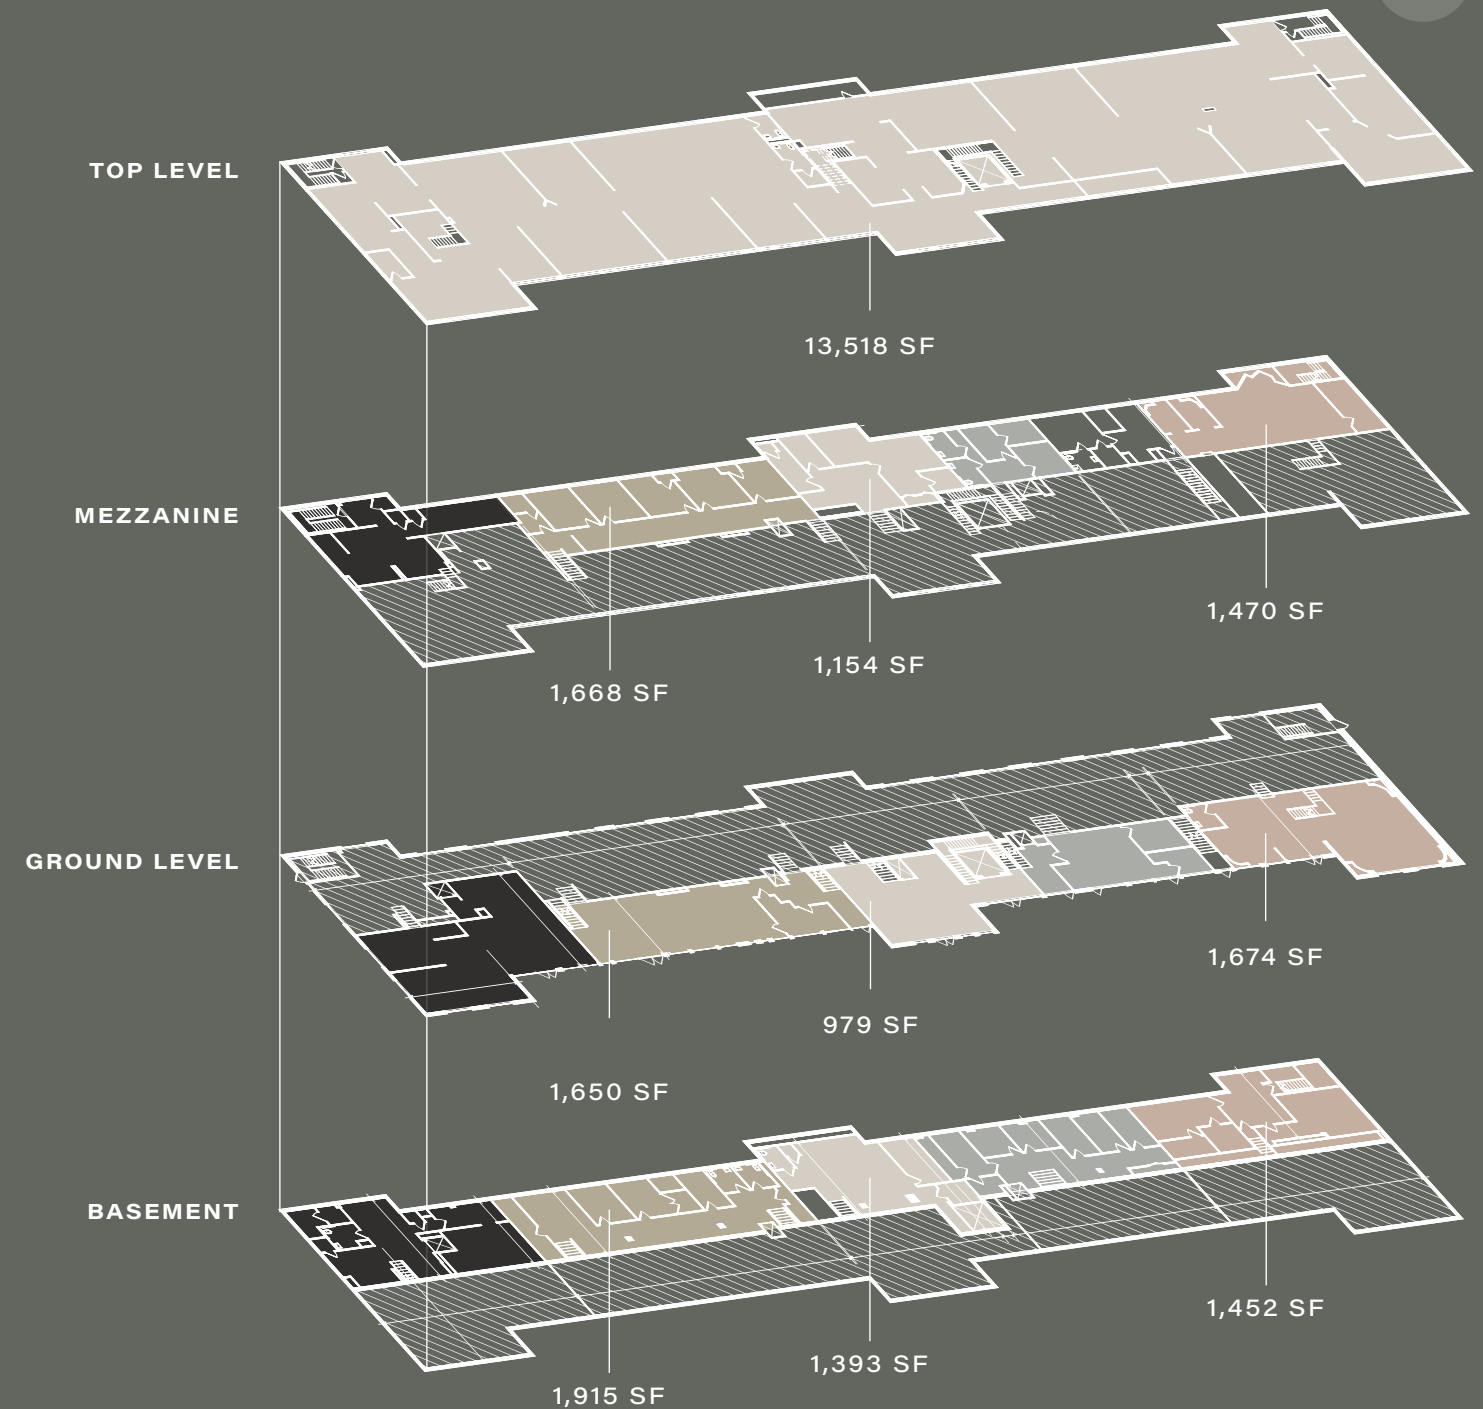 TOP LEVEL
13,518 SF
MEZZANINE
1,470 SF
1,154 SF
1,668 SF
GROUND LEVEL
1,674 SF
979 SF
1,650 SF
BASEMENT
1,452 SF
1,393 SF
1,915 SF